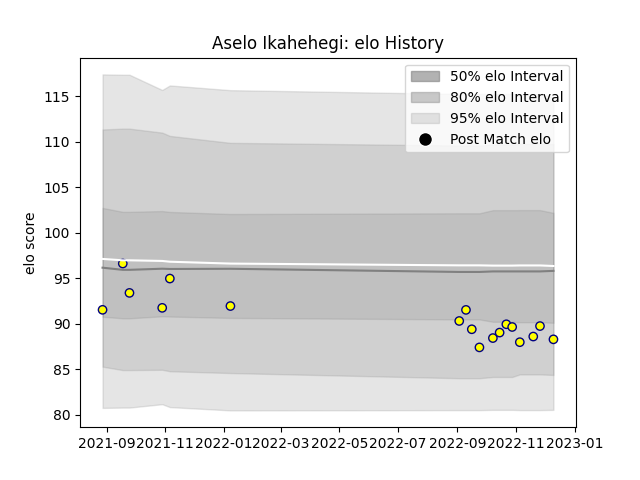 Aselo Ikahehegi: elo History
50% elo Interval
80% elo Interval
95% elo Interval
Post Match elo
elo score
115
110
105
100
95
90
85
80
2021-09
2021-11
2022-01
2022-03
2022-05
2022-07
2022-09
2022-11
2023-01